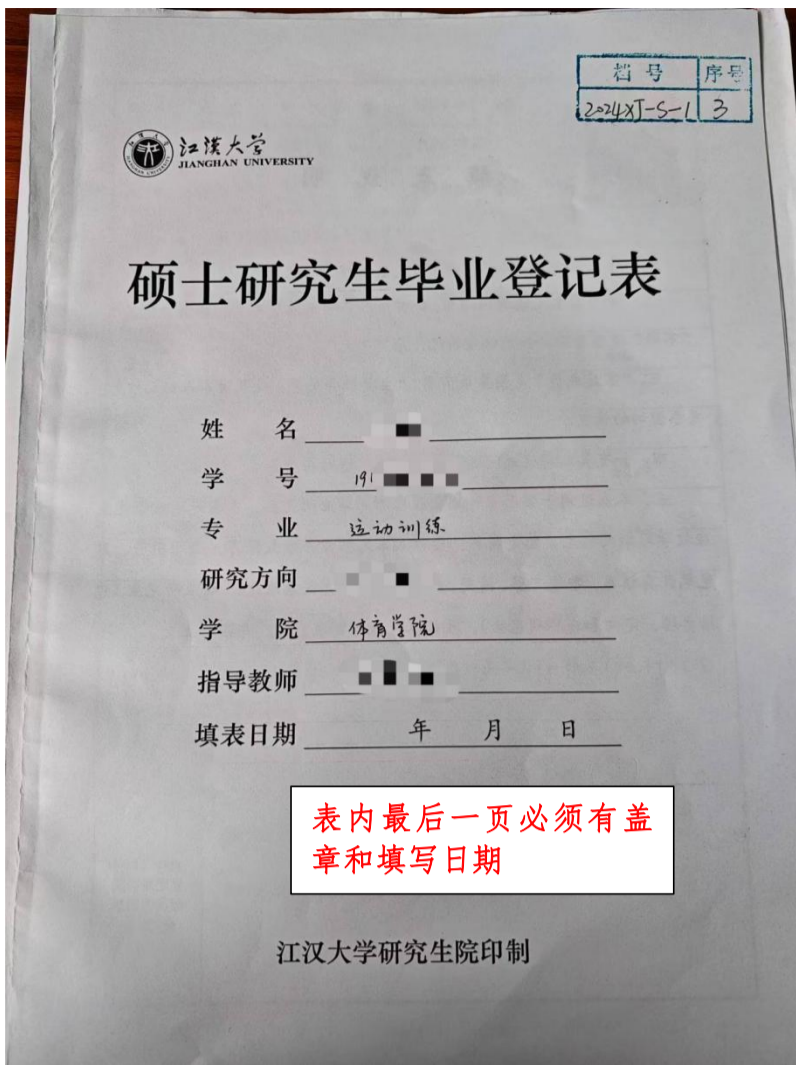 档号 序号
2024XJ-S-1 3
江汉大学
JIANGHAN UNIVERSITY
硕士研究生毕业登记表
姓名
学号 191
专业 运动训练
研究方向
学院 体育学院
指导教师
填表日期 年 月 日
表内最后一页必须有盖
章和填写日期
江汉大学研究生院印制